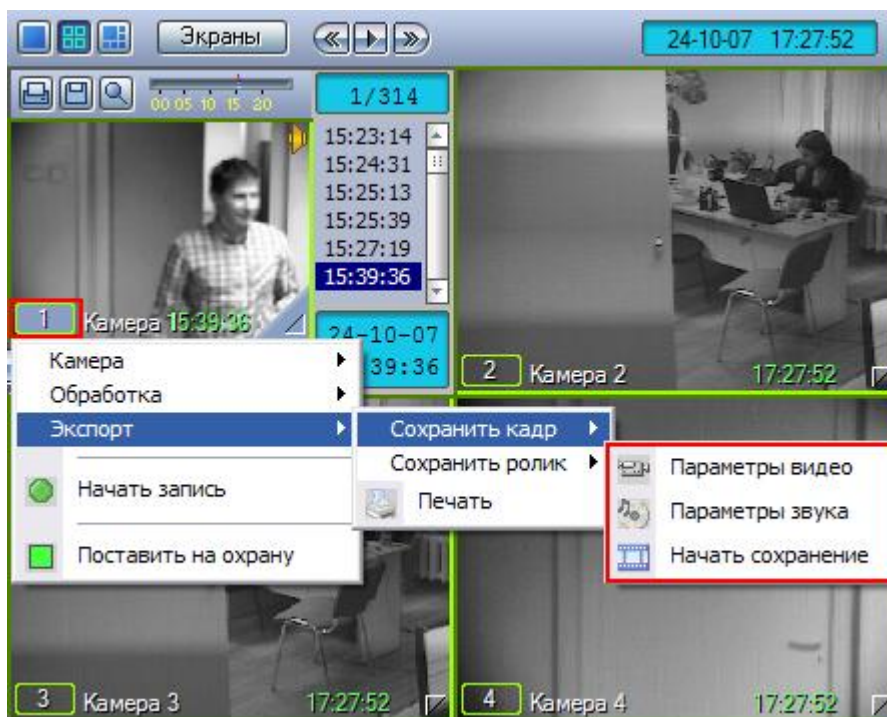 Экраны
24-10-07 17:27:52
00 05 10 15 20
1/314
15:23:14
15:24:31
15:25:13
15:25:39
15:27:19
15:39:36
1 Камера 15:39:36
24-10-07
39:36
2 Камера 2 17:27:52
Камера
Обработка
Экспорт
Начать запись
Поставить на охрану
Сохранить кадр
Сохранить ролик
Печать
Параметры видео
Параметры звука
Начать сохранение
3 Камера 3 17:27:52
4 Камера 4 17:27:52